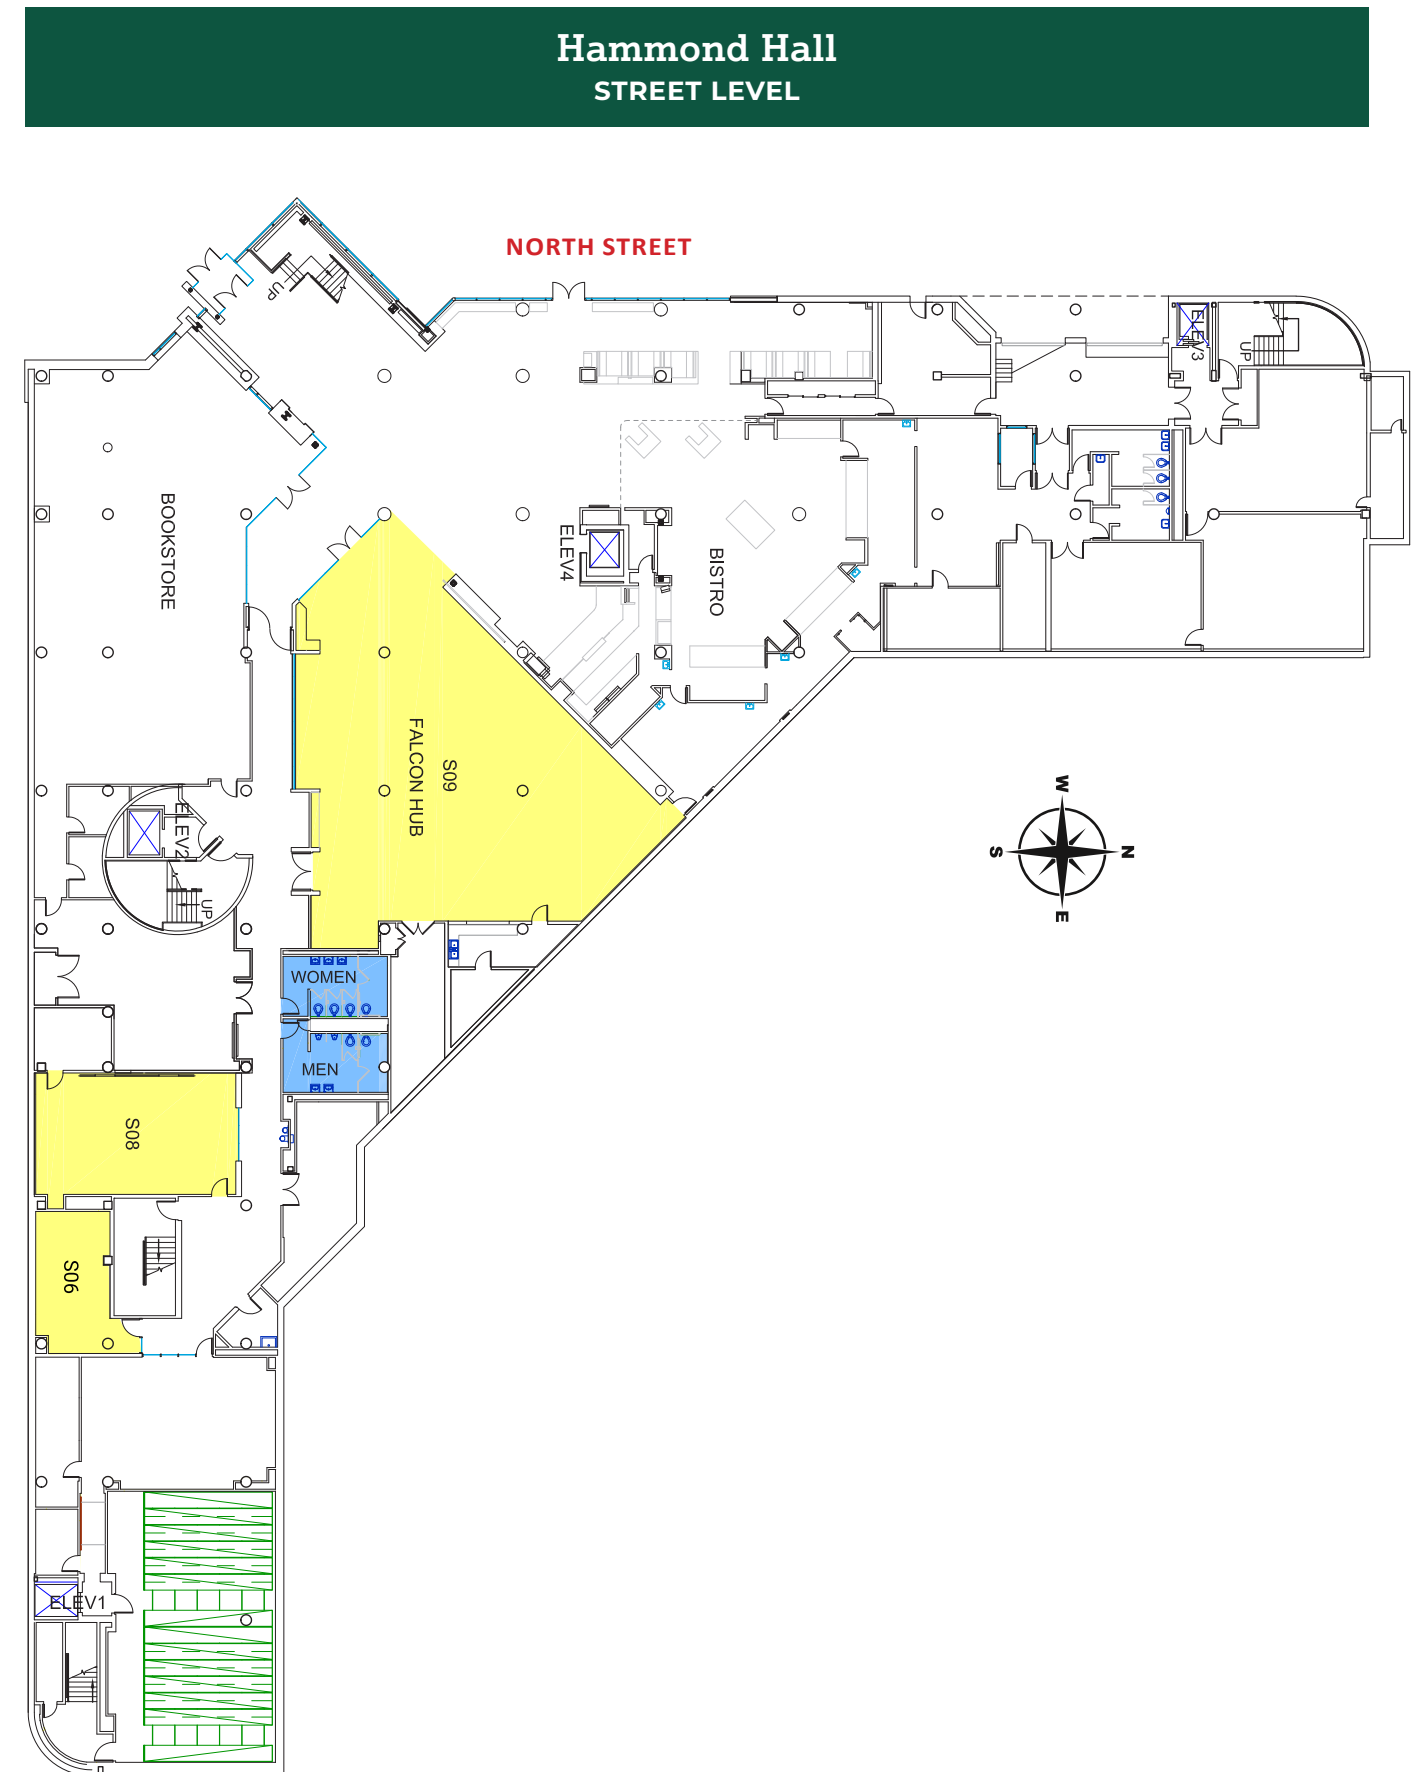 Hammond Hall
STREET LEVEL
NORTH STREET
UP
ELEV3
UP
BOOKSTORE
ELEV4
BISTRO
S09
FALCON HUB
W
S
N
E
ELEV2
UP
WOMEN
MEN
S08
S06
ELEV1